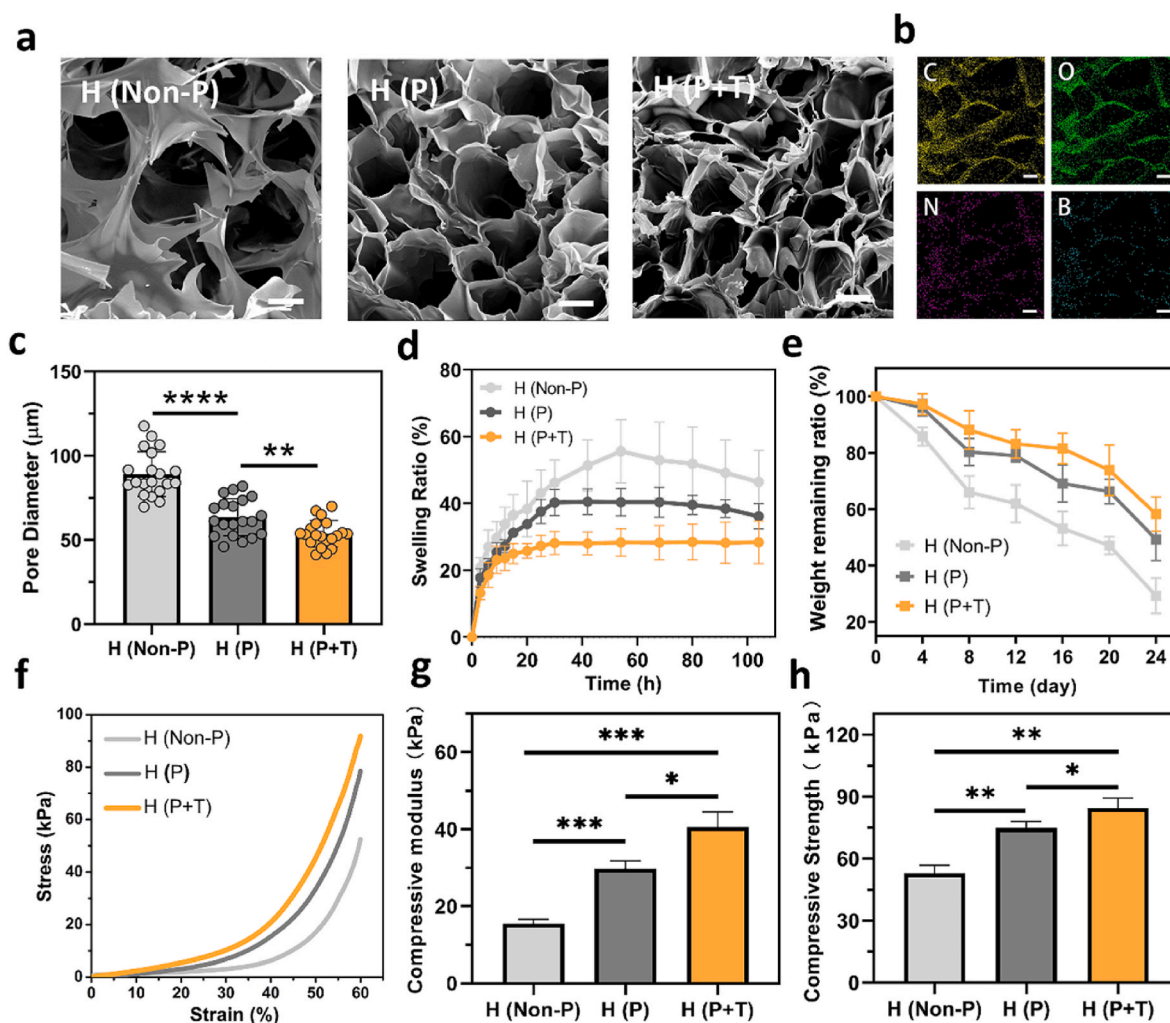 a
H (Non-P)
H (P)
H (P+T)
b
C
O
N
B
c
Pore Diameter (μm)
150
100
50
0
****
**
H (Non-P) H (P) H (P+T)
d
Swelling Ratio (%)
80
60
40
20
0
H (Non-P)
H (P)
H (P+T)
0 20 40 60 80 100
Time (h)
e
Weight remaining ratio (%)
100
80
60
40
20
H (Non-P)
H (P)
H (P+T)
0 4 8 12 16 20 24
Time (day)
f
Stress (kPa)
100
80
60
40
20
0
H (Non-P)
H (P)
H (P+T)
0 10 20 30 40 50 60
Strain (%)
g
Compressive modulus (kPa)
60
40
20
0
***
*
***
H (Non-P) H (P) H (P+T)
h
Compressive Strength ( kPa)
120
90
60
30
0
**
*
**
H (Non-P) H (P) H (P+T)